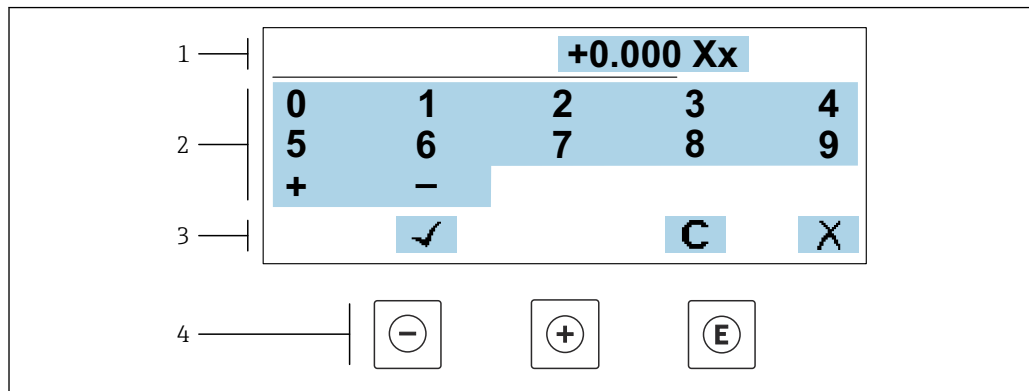 1 +0.000 Xx
2 0 1 2 3 4
5 6 7 8 9
+ −
3 ✓ C X
4 − + E